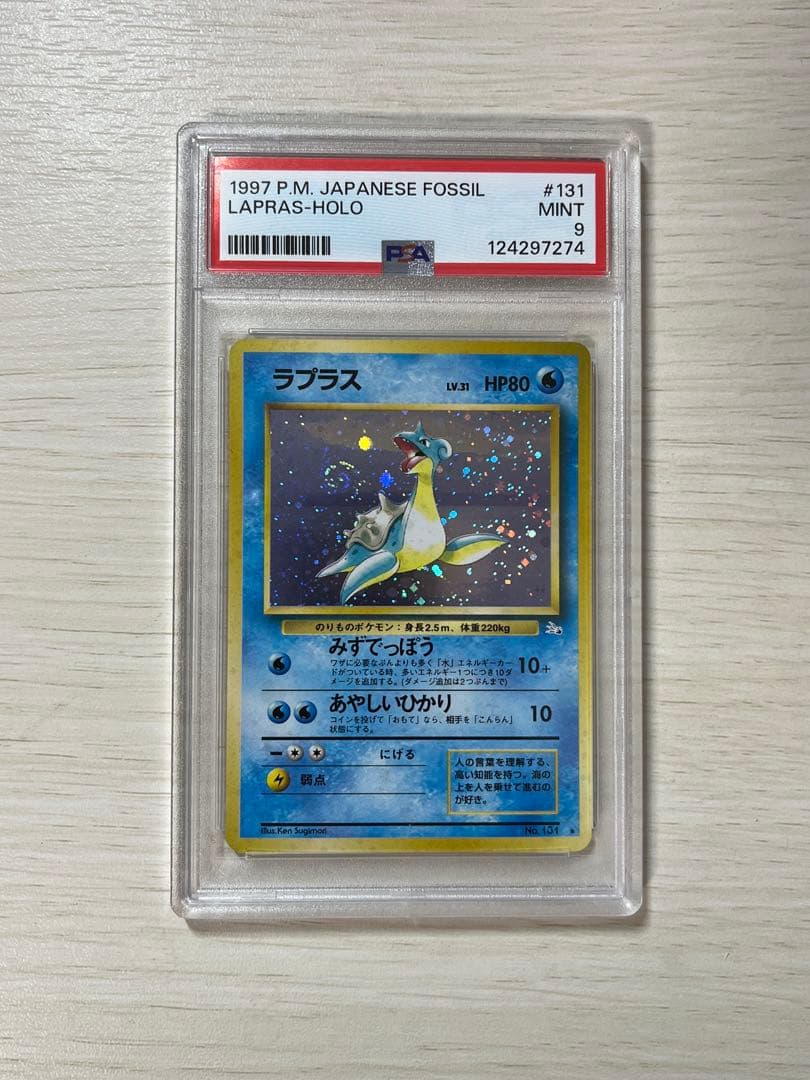 1997 P.M. JAPANESE FOSSIL #131
LAPRAS-HOLO MINT
9
PSA 124297274
ラプラス LV.31 HP80
のりものポケモン：身長2.5m、体重220kg
みずでっぽう
ワザに必要なぶんよりも多く「水」エネルギーカー
ドがついている時、多いエネルギー1つにつき10ダ
メージを追加する。(ダメージ追加は2つぶんまで)
10+
あやしいひかり
コインを投げて「おもて」なら、相手を「こんらん」
状態にする。
10
にげる
弱点
人の言葉を理解する、
高い知能を持つ。海の
上を人を乗せて進むの
が好き。
Illus.Ken Sugimori No. 131